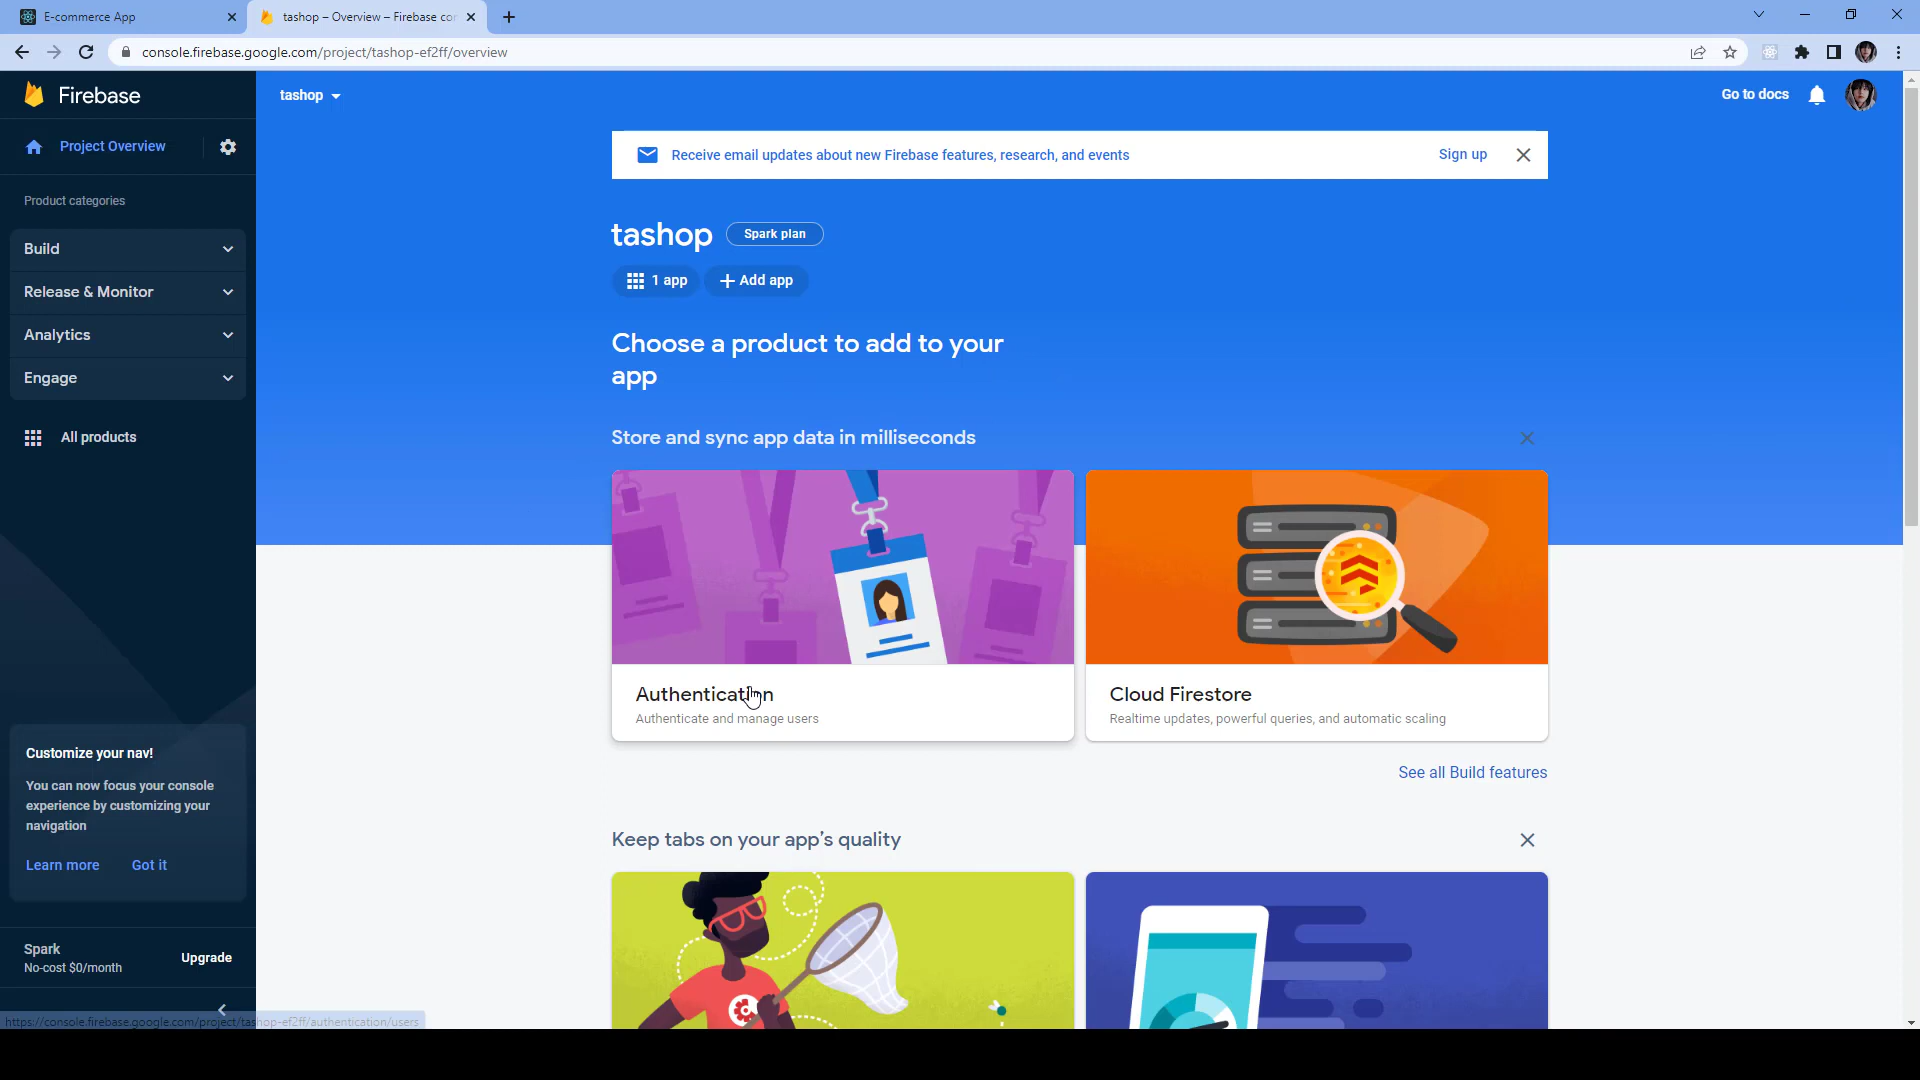 E-commerce App
tashop – Overview – Firebase con
console.firebase.google.com/project/tashop-ef2ff/overview
Firebase
tashop
Go to docs
Project Overview
Receive email updates about new Firebase features, research, and events
Sign up
Product categories
Build
Release & Monitor
Analytics
Engage
All products
tashop
Spark plan
1 app
Add app
Choose a product to add to your
app
Store and sync app data in milliseconds
Authentication
Authenticate and manage users
Cloud Firestore
Realtime updates, powerful queries, and automatic scaling
See all Build features
Keep tabs on your app’s quality
Customize your nav!
You can now focus your console
experience by customizing your
navigation
Learn more
Got it
Spark
No-cost $0/month
Upgrade
https://console.firebase.google.com/project/tashop-ef2ff/authentication/users